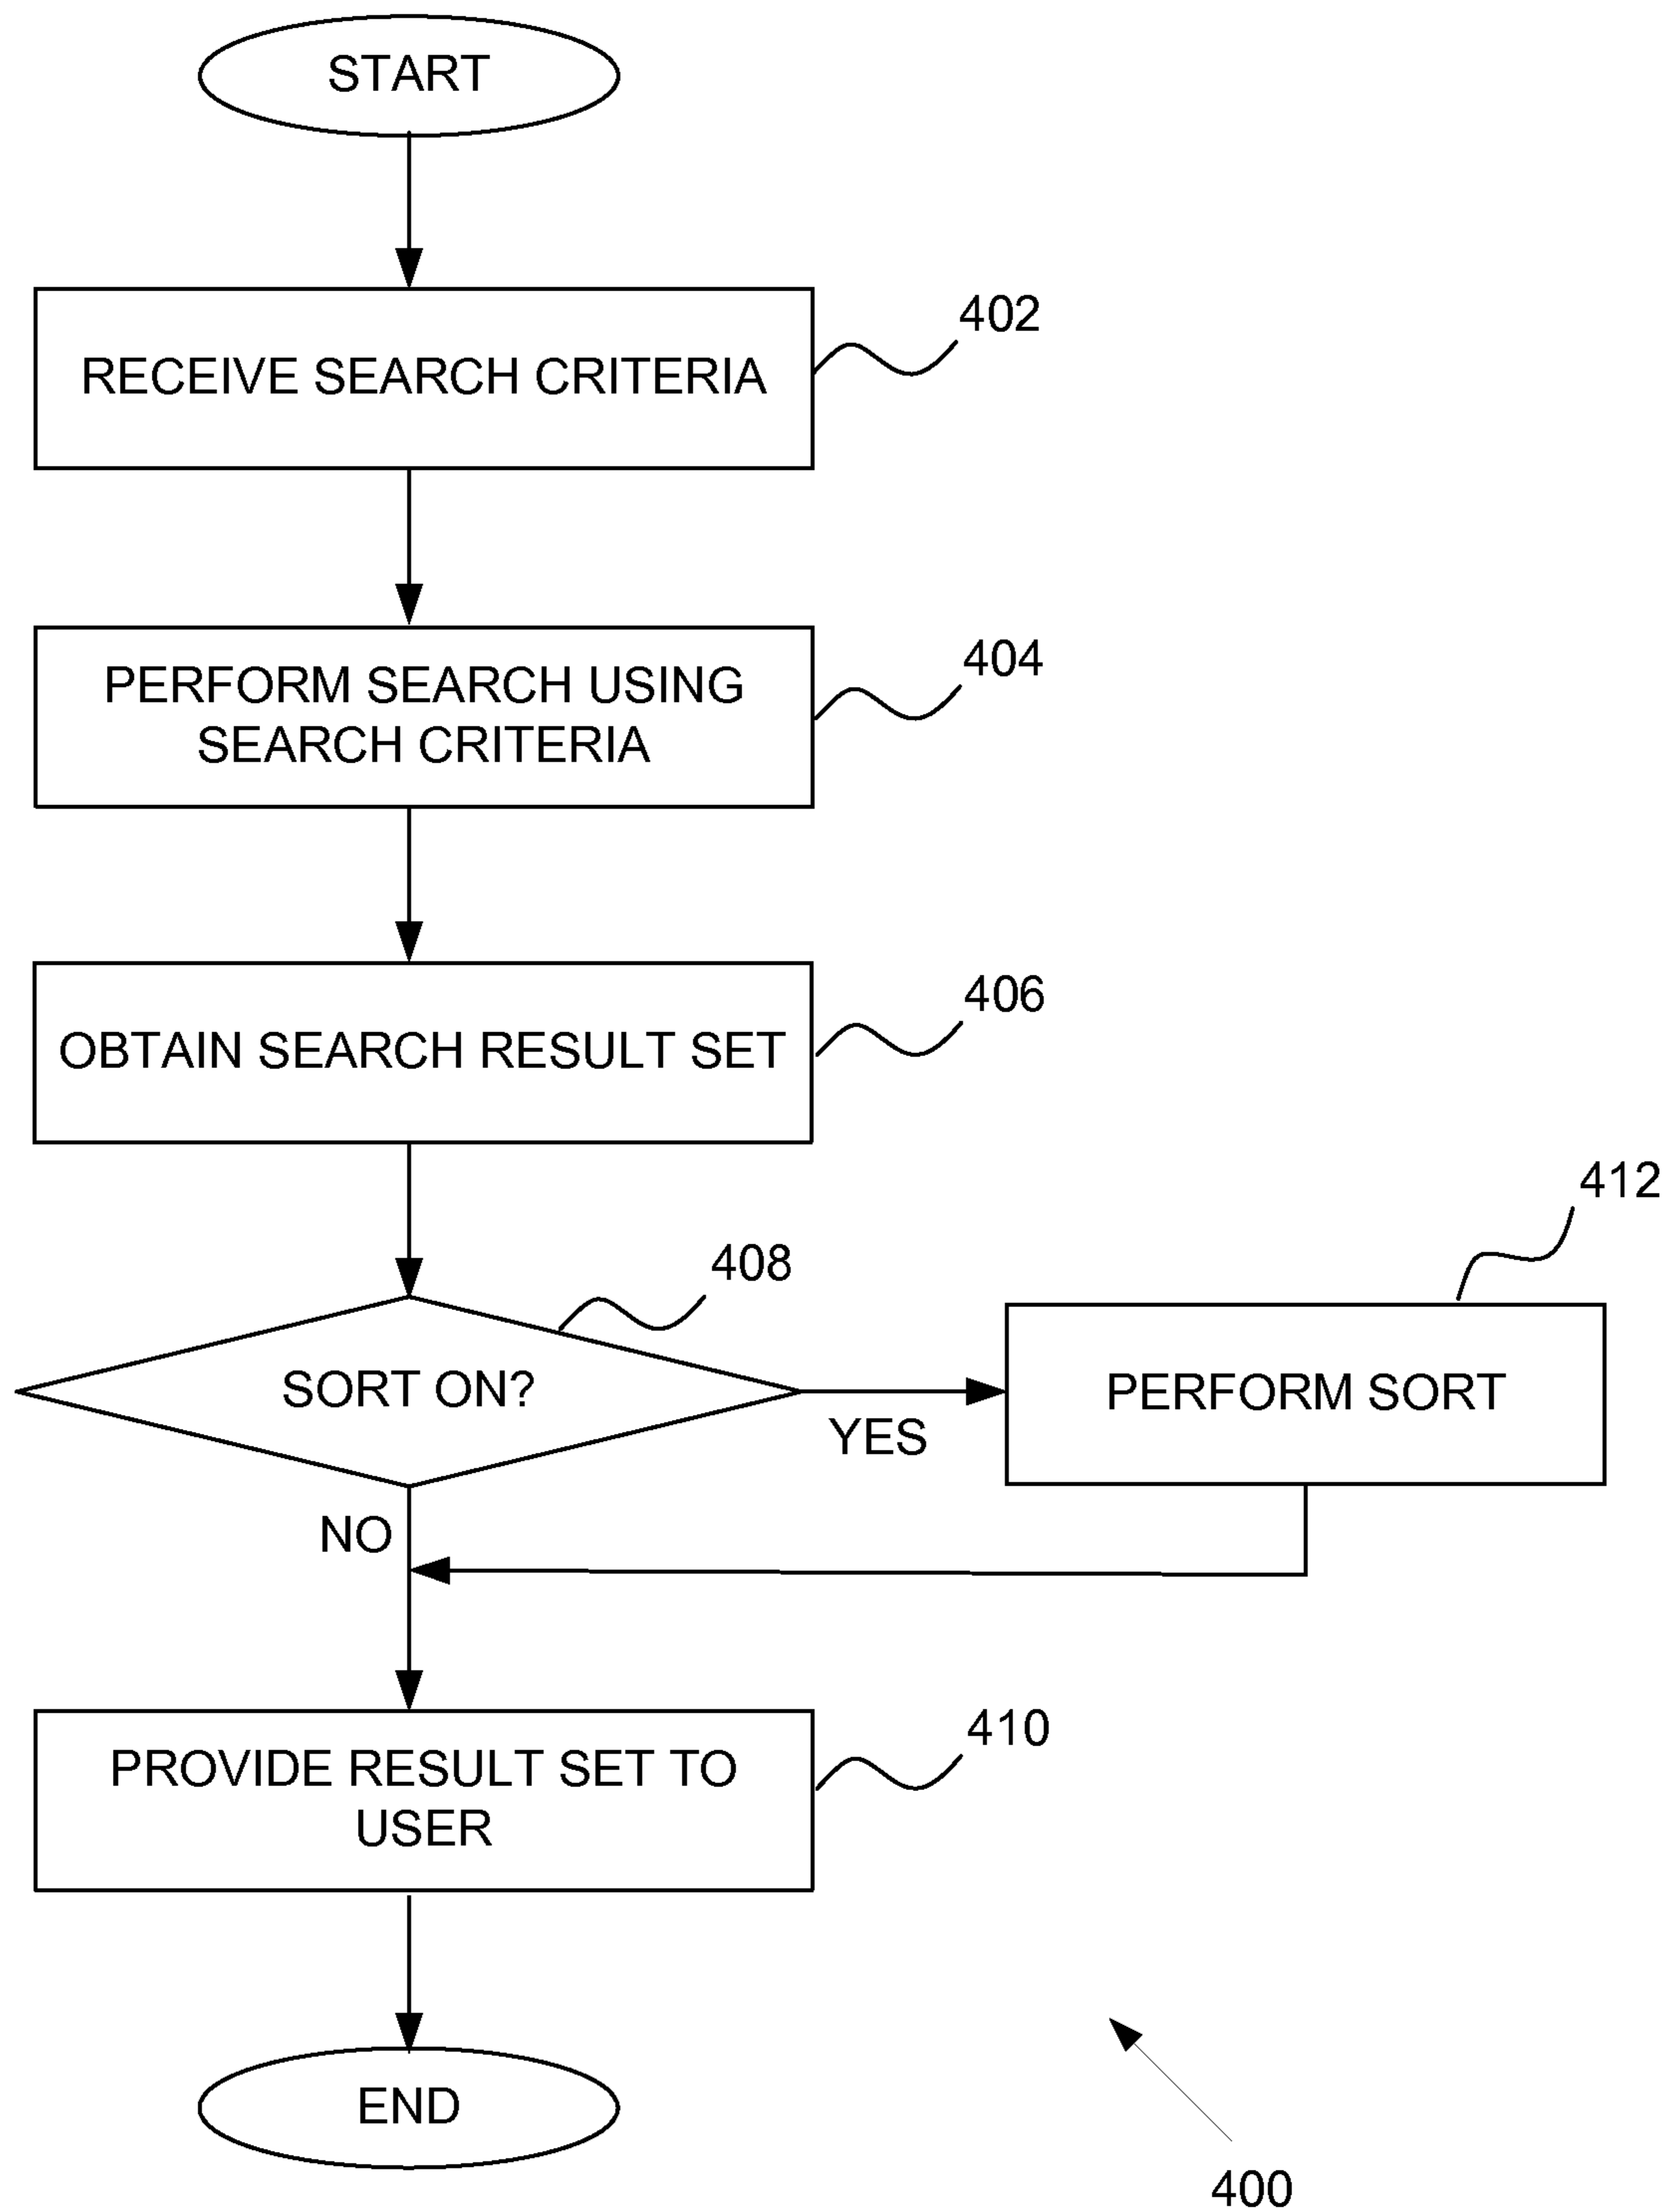 START
402
RECEIVE SEARCH CRITERIA
404
PERFORM SEARCH USING
SEARCH CRITERIA
406
OBTAIN SEARCH RESULT SET
408
SORT ON?
YES
412
PERFORM SORT
NO
410
PROVIDE RESULT SET TO
USER
END
400